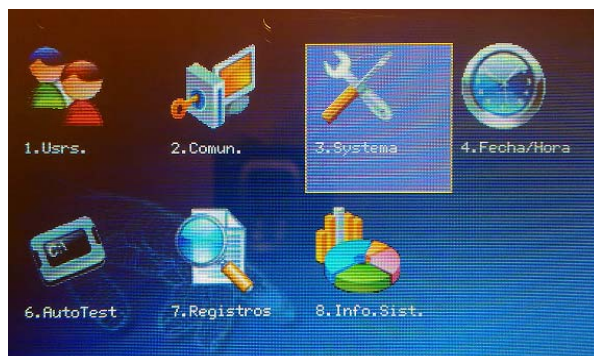 1.Usrs.
2.Comun.
3.Systema
4.Fecha/Hora
C:\
6.AutoTest
7.Registros
8.Info.Sist.